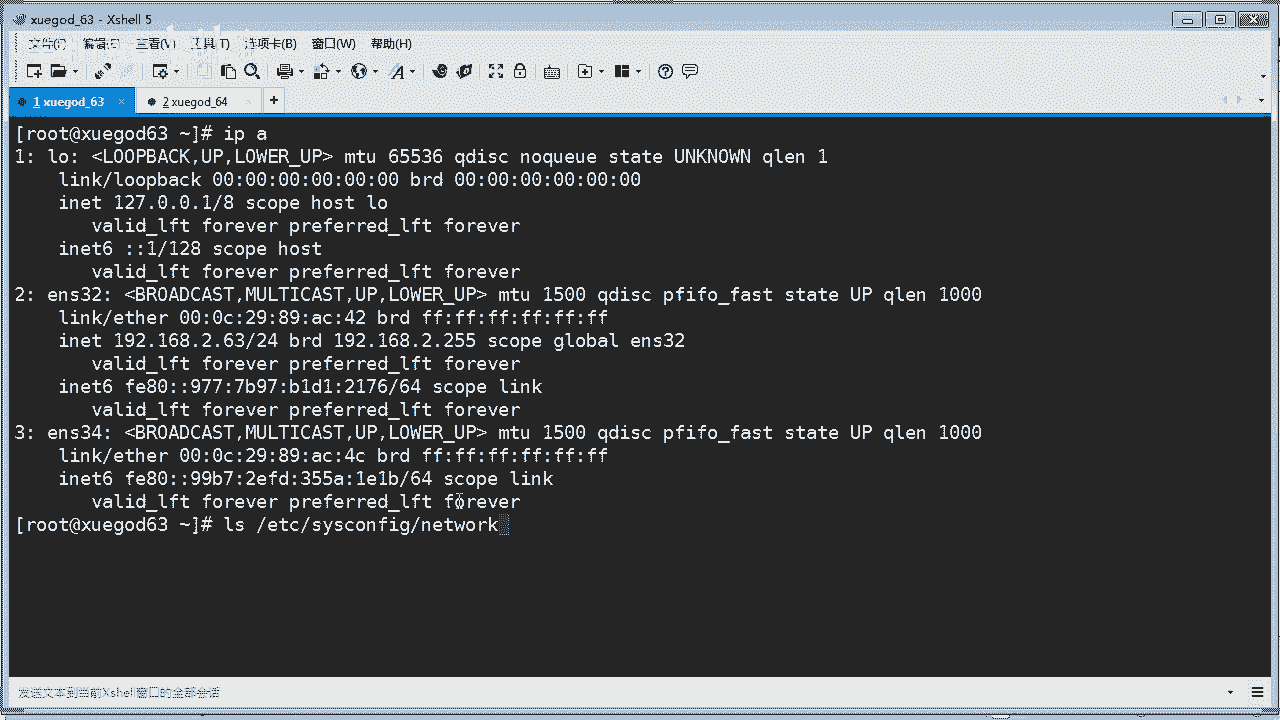 xuegod_63 - Xshell 5
工具(T) 选项卡(B) 窗口(W) 帮助(H)
1 xuegod_63 × 2 xuegod_64 × +
[root@xuegod63 ~]# ip a
1: lo: <LOOPBACK,UP,LOWER_UP> mtu 65536 qdisc noqueue state UNKNOWN qlen 1
link/loopback 00:00:00:00:00:00 brd 00:00:00:00:00:00
inet 127.0.0.1/8 scope host lo
valid_lft forever preferred_lft forever
inet6 ::1/128 scope host
valid_lft forever preferred_lft forever
2: ens32: <BROADCAST,MULTICAST,UP,LOWER_UP> mtu 1500 qdisc pfifo_fast state UP qlen 1000
link/ether 00:0c:29:89:ac:42 brd ff:ff:ff:ff:ff:ff
inet 192.168.2.63/24 brd 192.168.2.255 scope global ens32
valid_lft forever preferred_lft forever
inet6 fe80::977:7b97:b1d1:2176/64 scope link
valid_lft forever preferred_lft forever
3: ens34: <BROADCAST,MULTICAST,UP,LOWER_UP> mtu 1500 qdisc pfifo_fast state UP qlen 1000
link/ether 00:0c:29:89:ac:4c brd ff:ff:ff:ff:ff:ff
inet6 fe80::99b7:2efd:355a:1e1b/64 scope link
valid_lft forever preferred_lft forever
[root@xuegod63 ~]# ls /etc/sysconfig/network
发送文本到当前Xshell窗口的全部会话